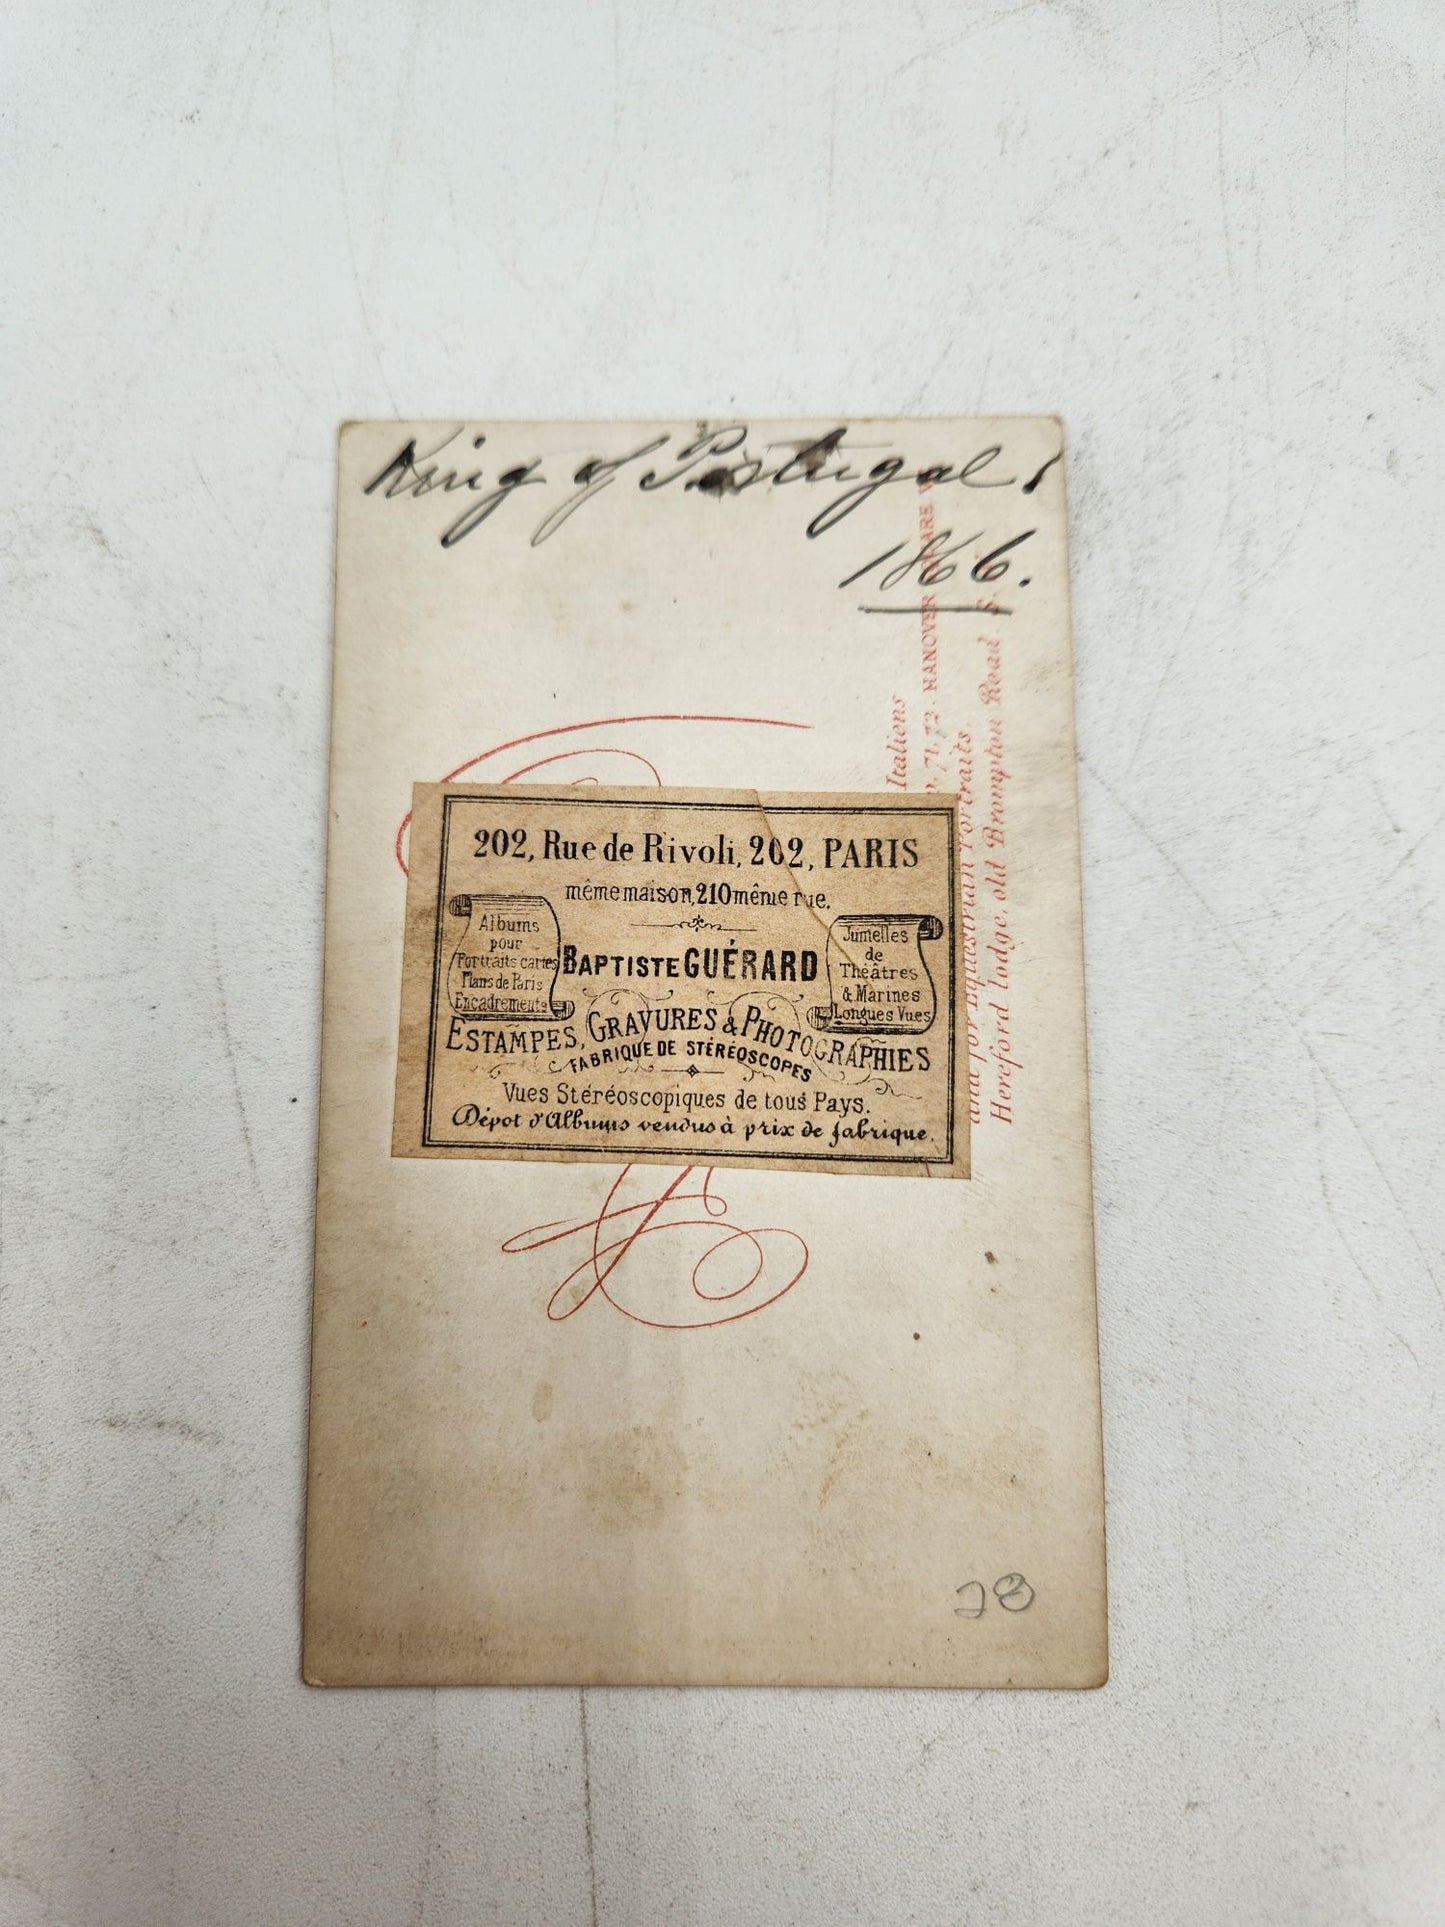 King of Portugal.
1866.
202, Rue de Rivoli, 202, PARIS
même maison, 210 même rue.
Albums
pour
Portraits cartes
Plans de Paris
Encadrements
BAPTISTE GUÉRARD
Jumelles
de
Théâtres
& Marines
Longues Vues
ESTAMPES, GRAVURES & PHOTOGRAPHIES
FABRIQUE DE STÉRÉOSCOPES
Vues Stéréoscopiques de tous Pays.
Dépot d'Albums vendus à prix de fabrique.
Italiens
71, 72, HANOVER
and for Equestrian Portraits
Hereford lodge, old Brompton Road S.
28